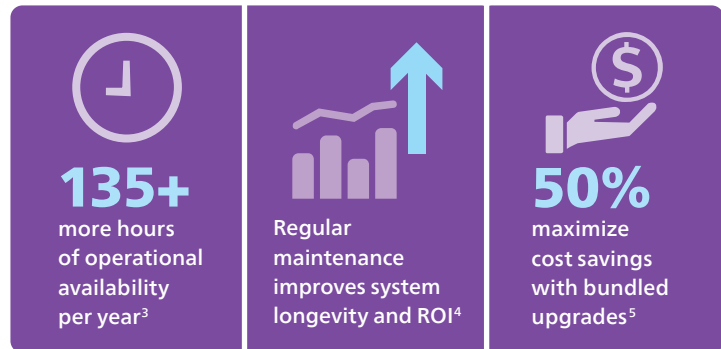 135+
more hours
of operational
availability
per year³
Regular
maintenance
improves system
longevity and ROI⁴
$
50%
maximize
cost savings
with bundled
upgrades⁵